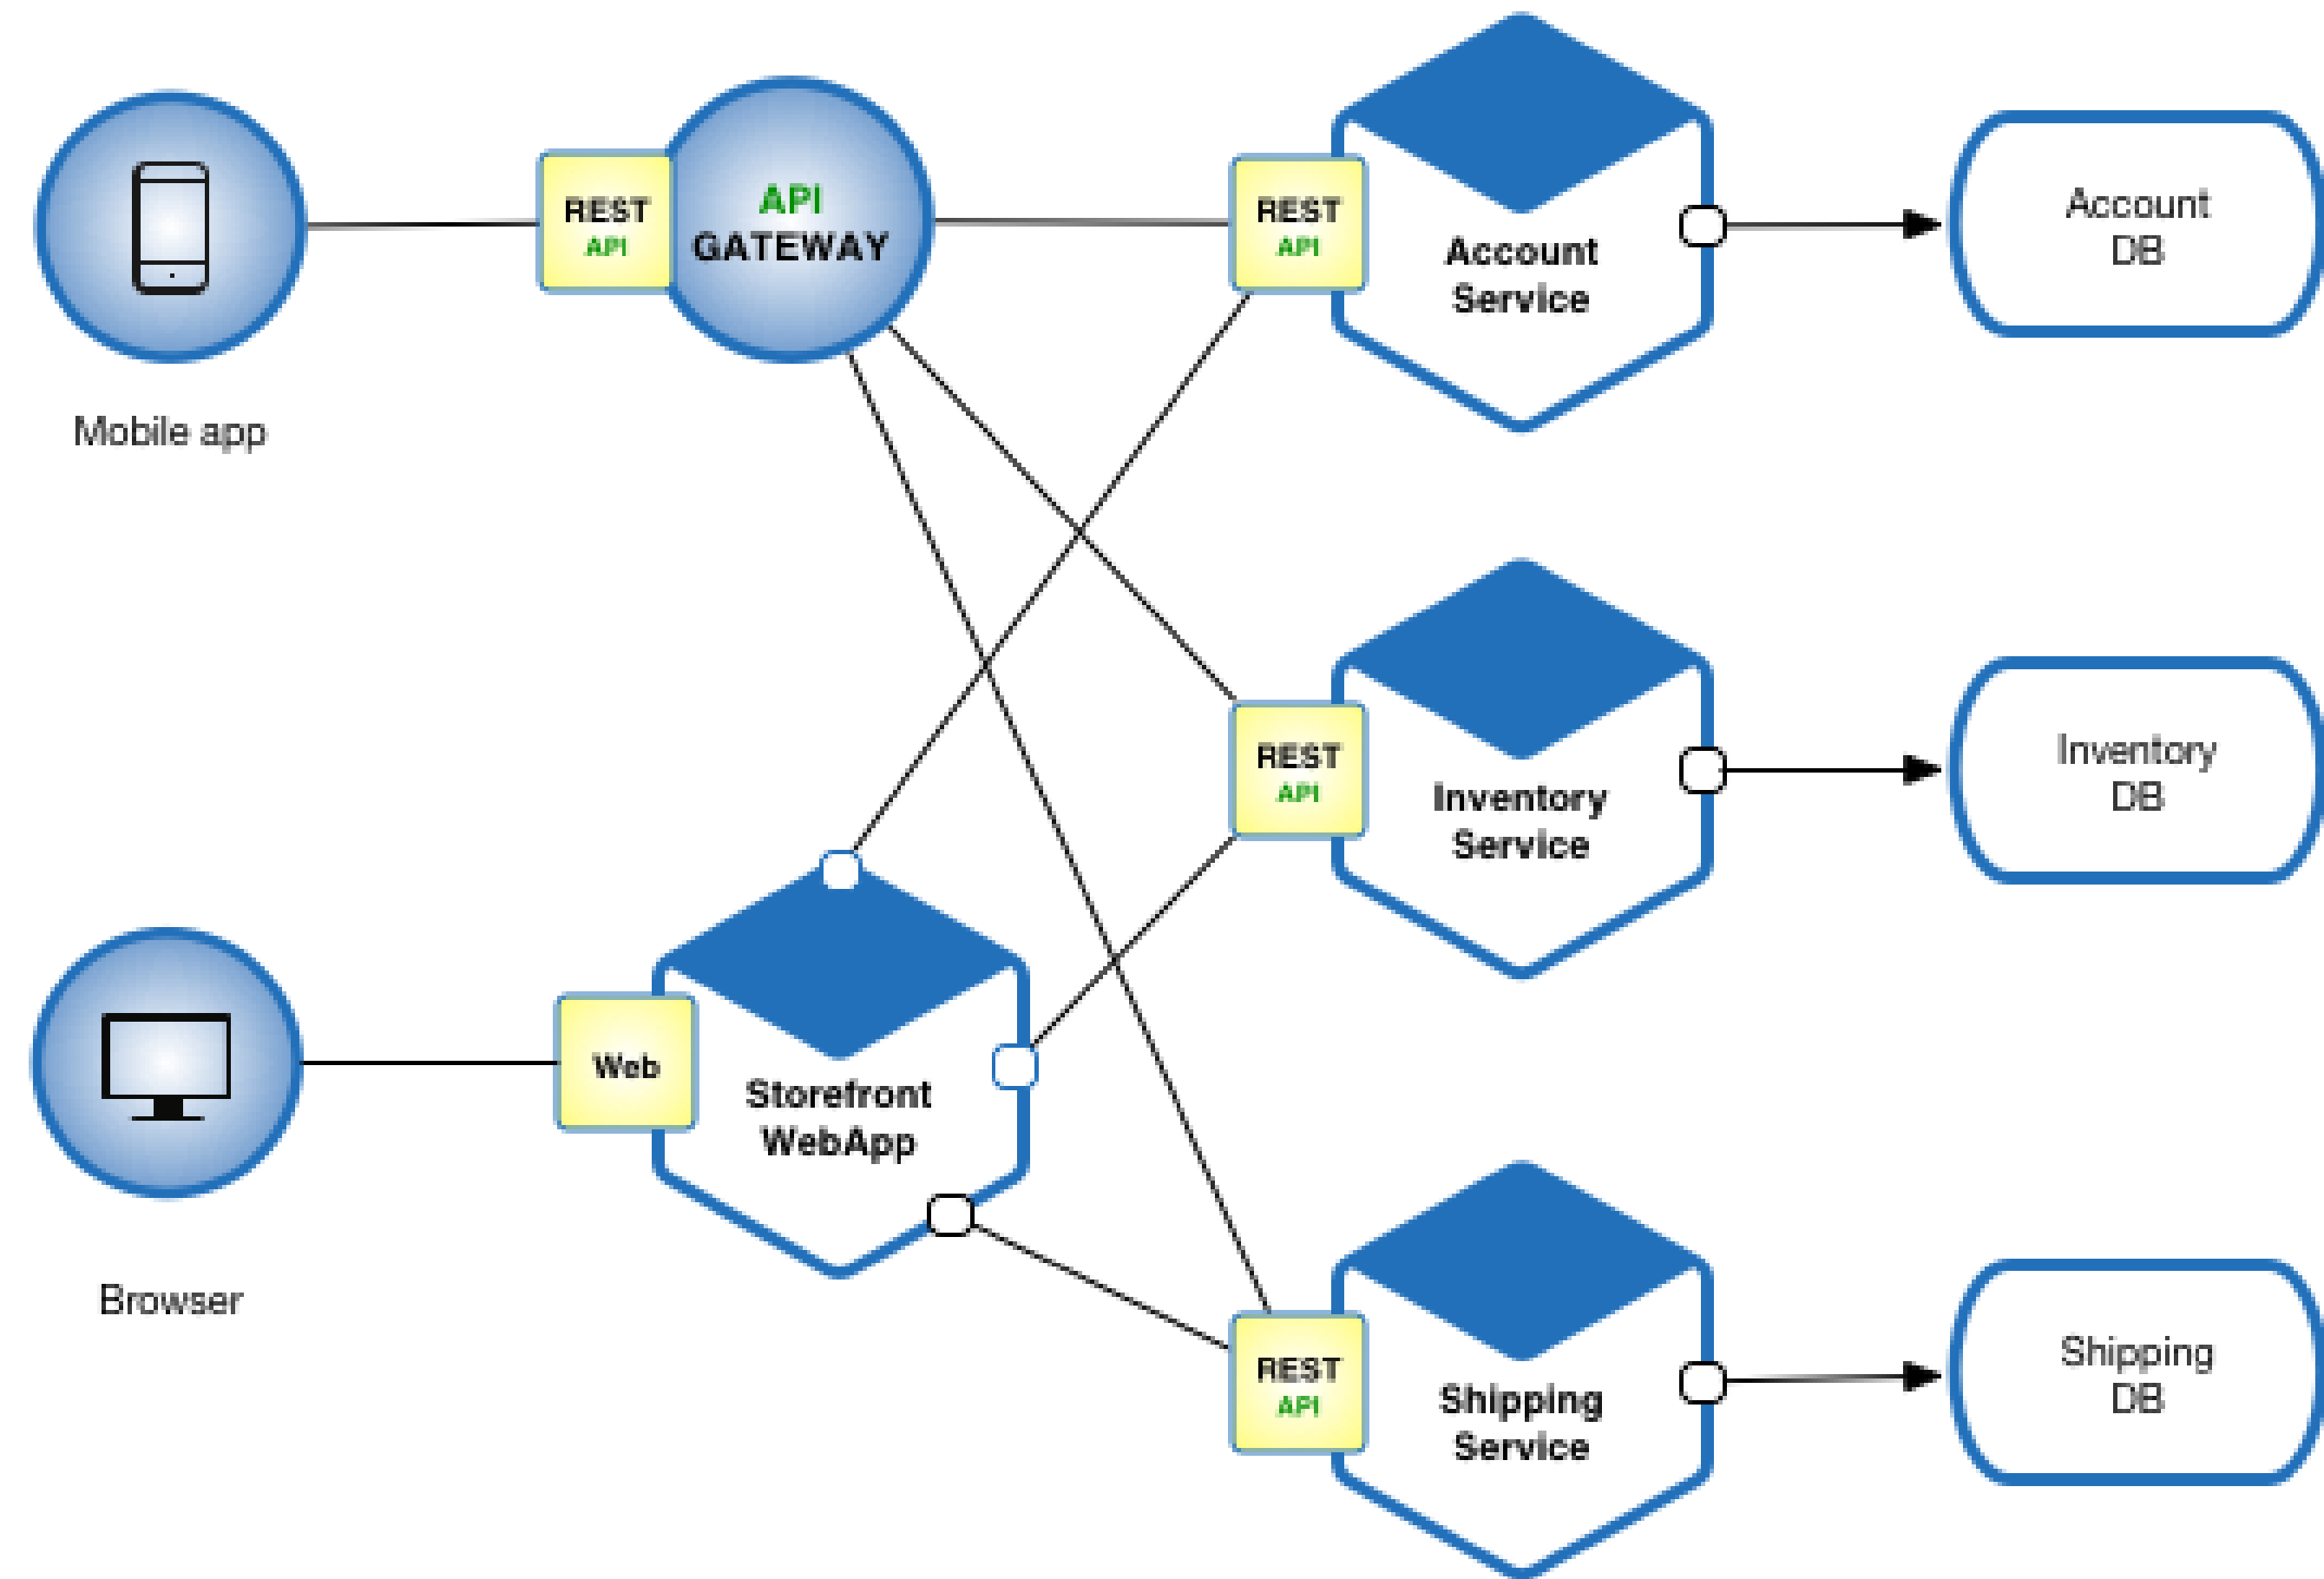 REST
API
API
GATEWAY
REST
API
Account
Service
Account
DB
Mobile app
REST
API
Inventory
Service
Inventory
DB
Web
Storefront
WebApp
Browser
REST
API
Shipping
Service
Shipping
DB